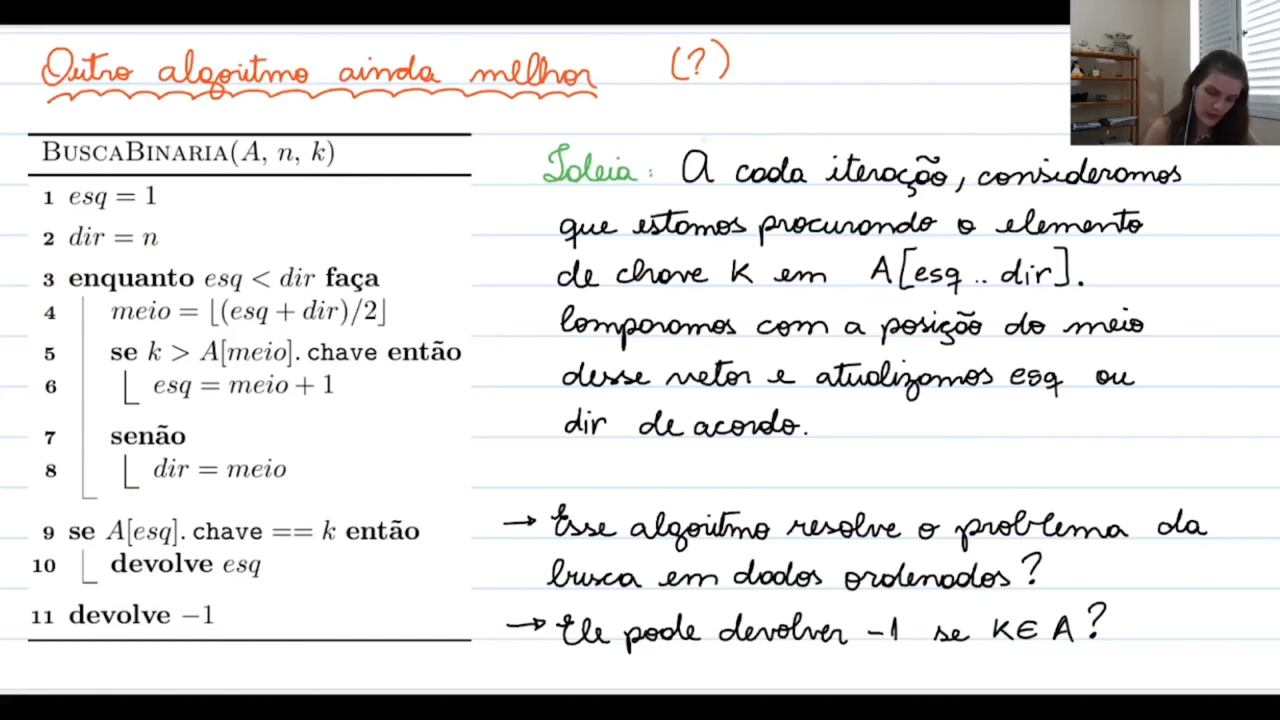 Outro algoritmo ainda melhor (?)
BUSCABINARIA(A, n, k)
1 esq = 1
2 dir = n
3 enquanto esq < dir faça
4 meio = ⌊(esq + dir)/2⌋
5 se k > A[meio]. chave então
6 esq = meio + 1
7 senão
8 dir = meio
9 se A[esq]. chave == k então
10 devolve esq
11 devolve −1
Ideia: A cada iteração, consideramos
que estamos procurando o elemento
de chave K em A[esq .. dir].
Comparamos com a posição do meio
desse vetor e atualizamos esq ou
dir de acordo.
→ Esse algoritmo resolve o problema da
busca em dados ordenados?
→ Ele pode devolver -1 se K ∈ A?